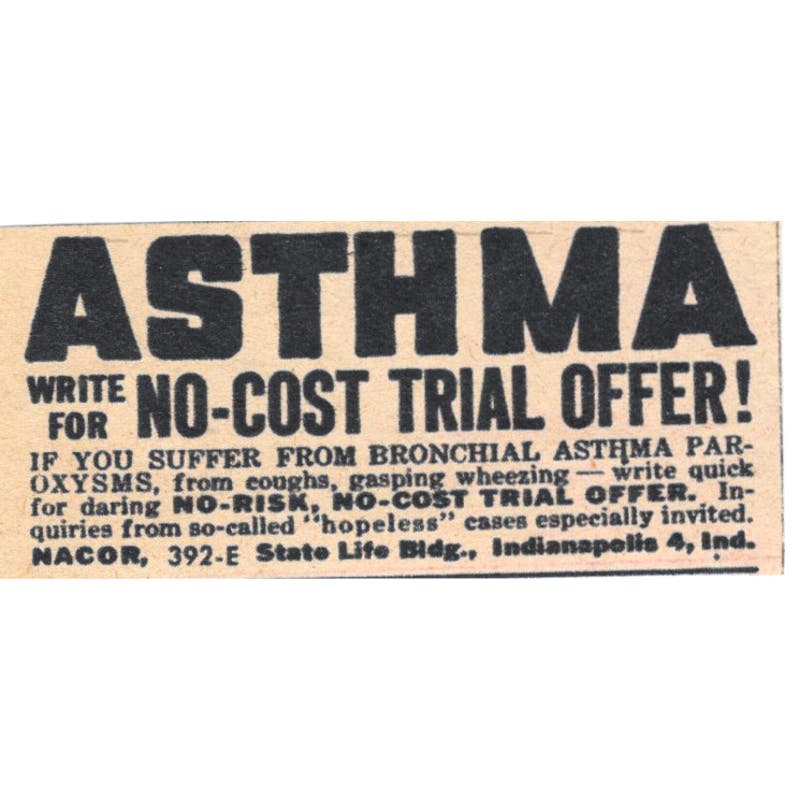 ASTHMA
WRITE FOR NO-COST TRIAL OFFER!
IF YOU SUFFER FROM BRONCHIAL ASTHMA PAR-
OXYSMS, from coughs, gasping wheezing — write quick
for daring NO-RISK, NO-COST TRIAL OFFER. In-
quiries from so-called "hopeless" cases especially invited.
NACOR, 392-E State Life Bldg., Indianapolis 4, Ind.